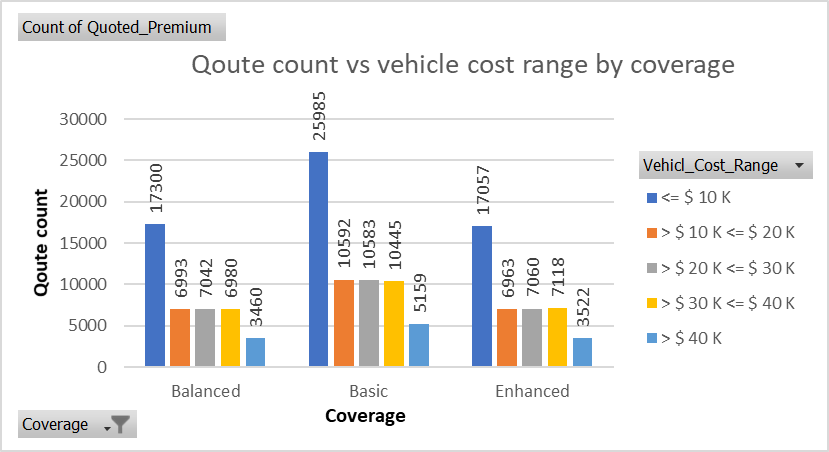 Count of Quoted_Premium
Qoute count vs vehicle cost range by coverage
Qoute count
30000
25000
20000
15000
10000
5000
0
17300
6993
7042
6980
3460
25985
10592
10583
10445
5159
17057
6963
7060
7118
3522
Balanced
Basic
Enhanced
Coverage
Vehicl_Cost_Range
<= $ 10 K
> $ 10 K <= $ 20 K
> $ 20 K <= $ 30 K
> $ 30 K <= $ 40 K
> $ 40 K
Coverage